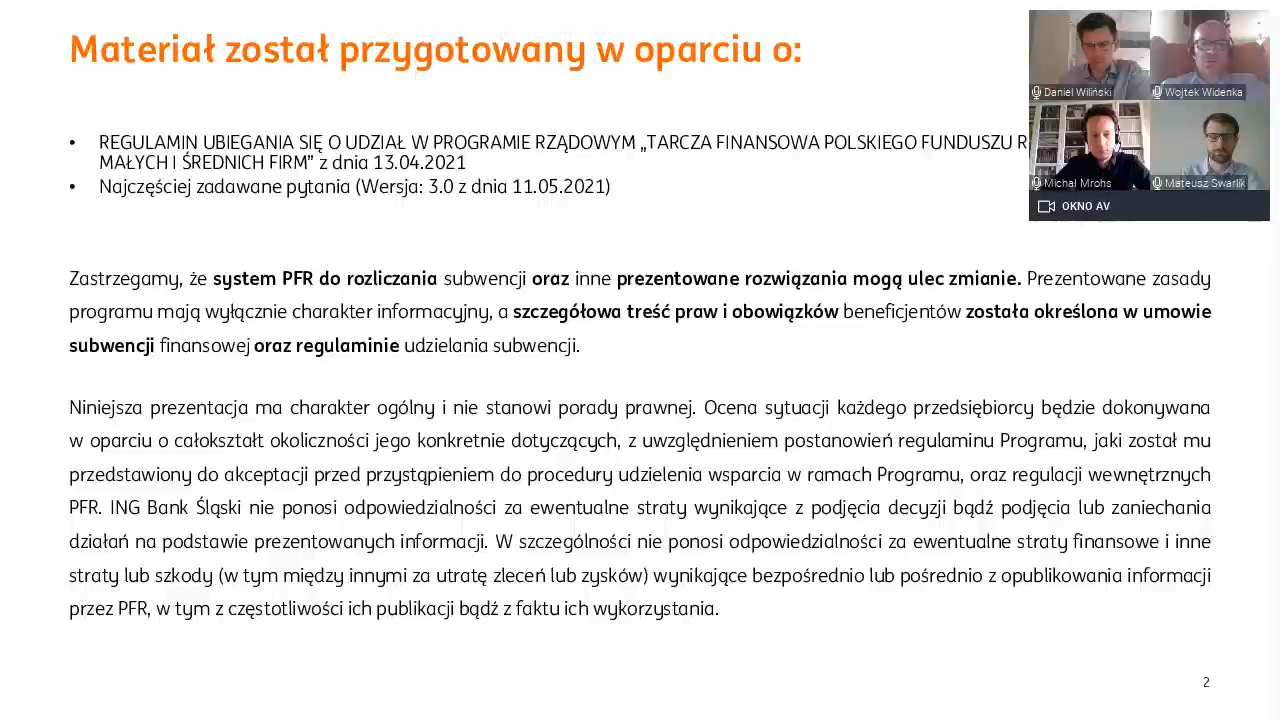 Materiał został przygotowany w oparciu o:
• REGULAMIN UBIEGANIA SIĘ O UDZIAŁ W PROGRAMIE RZĄDOWYM „TARCZA FINANSOWA POLSKIEGO FUNDUSZU R
MAŁYCH I ŚREDNICH FIRM” z dnia 13.04.2021
• Najczęściej zadawane pytania (Wersja: 3.0 z dnia 11.05.2021)
Daniel Wiliński
Wojtek Widenka
Michał Mrohs
Mateusz Swarlik
OKNO AV
Zastrzegamy, że system PFR do rozliczania subwencji oraz inne prezentowane rozwiązania mogą ulec zmianie. Prezentowane zasady
programu mają wyłącznie charakter informacyjny, a szczegółowa treść praw i obowiązków beneficjentów została określona w umowie
subwencji finansowej oraz regulaminie udzielania subwencji.
Niniejsza prezentacja ma charakter ogólny i nie stanowi porady prawnej. Ocena sytuacji każdego przedsiębiorcy będzie dokonywana
w oparciu o całokształt okoliczności jego konkretnie dotyczących, z uwzględnieniem postanowień regulaminu Programu, jaki został mu
przedstawiony do akceptacji przed przystąpieniem do procedury udzielenia wsparcia w ramach Programu, oraz regulacji wewnętrznych
PFR. ING Bank Śląski nie ponosi odpowiedzialności za ewentualne straty wynikające z podjęcia decyzji bądź podjęcia lub zaniechania
działań na podstawie prezentowanych informacji. W szczególności nie ponosi odpowiedzialności za ewentualne straty finansowe i inne
straty lub szkody (w tym między innymi za utratę zleceń lub zysków) wynikające bezpośrednio lub pośrednio z opublikowania informacji
przez PFR, w tym z częstotliwości ich publikacji bądź z faktu ich wykorzystania.
2